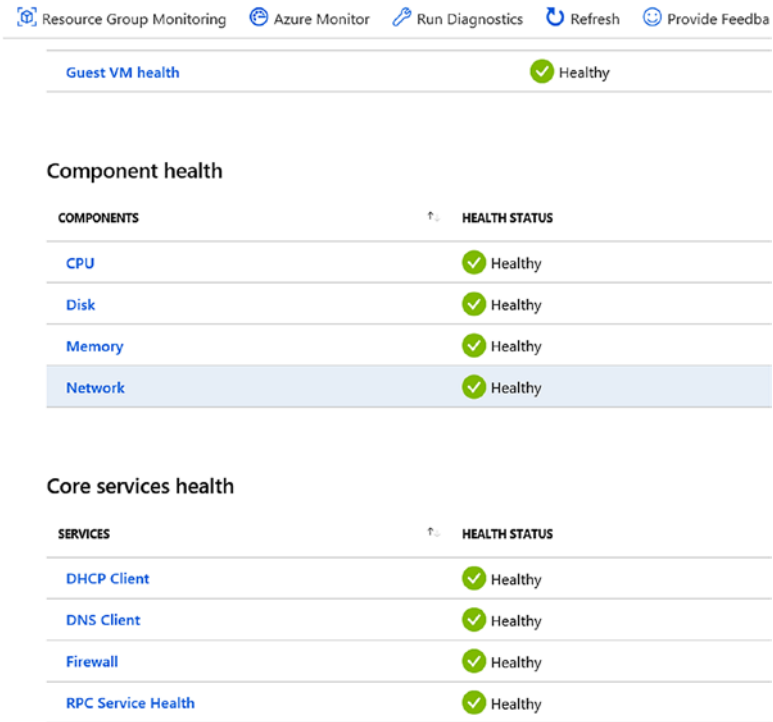 Resource Group Monitoring Azure Monitor Run Diagnostics Refresh Provide Feedba
Guest VM health Healthy
Component health
COMPONENTS HEALTH STATUS
CPU Healthy
Disk Healthy
Memory Healthy
Network Healthy
Core services health
SERVICES HEALTH STATUS
DHCP Client Healthy
DNS Client Healthy
Firewall Healthy
RPC Service Health Healthy